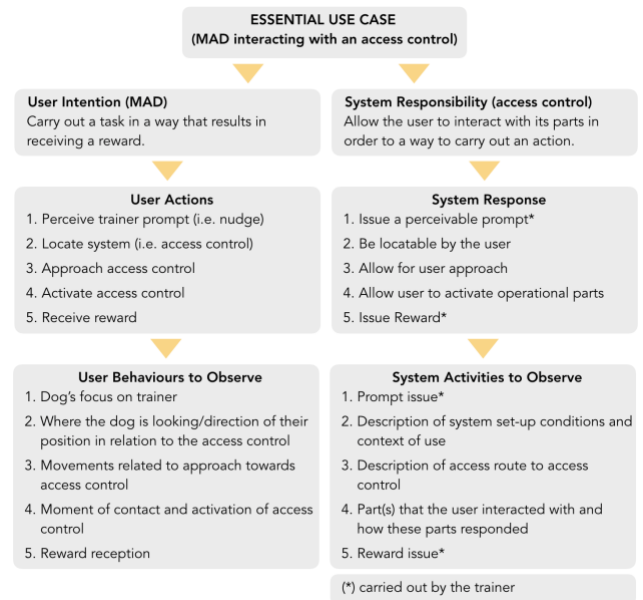 ESSENTIAL USE CASE
(MAD interacting with an access control)
User Intention (MAD)
Carry out a task in a way that results in
receiving a reward.
System Responsibility (access control)
Allow the user to interact with its parts in
order to a way to carry out an action.
User Actions
1. Perceive trainer prompt (i.e. nudge)
2. Locate system (i.e. access control)
3. Approach access control
4. Activate access control
5. Receive reward
System Response
1. Issue a perceivable prompt*
2. Be locatable by the user
3. Allow for user approach
4. Allow user to activate operational parts
5. Issue Reward*
User Behaviours to Observe
1. Dog's focus on trainer
2. Where the dog is looking/direction of their
position in relation to the access control
3. Movements related to approach towards
access control
4. Moment of contact and activation of access
control
5. Reward reception
System Activities to Observe
1. Prompt issue*
2. Description of system set-up conditions and
context of use
3. Description of access route to access
control
4. Part(s) that the user interacted with and
how these parts responded
5. Reward issue*
(*) carried out by the trainer